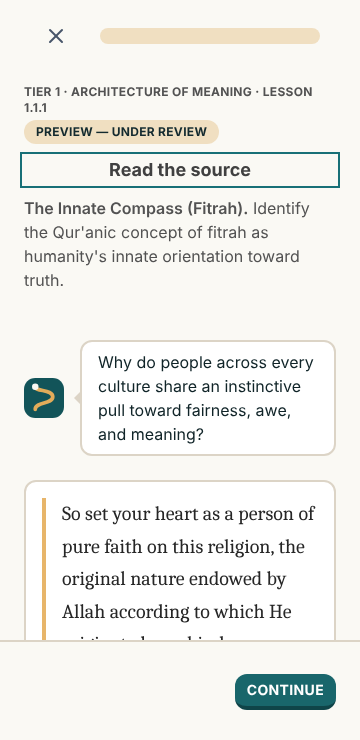 TIER 1 · ARCHITECTURE OF MEANING · LESSON
1.1.1
PREVIEW — UNDER REVIEW
Read the source
The Innate Compass (Fitrah). Identify
the Qur'anic concept of fitrah as
humanity's innate orientation toward
truth.
Why do people across every
culture share an instinctive
pull toward fairness, awe,
and meaning?
So set your heart as a person of
pure faith on this religion, the
original nature endowed by
Allah according to which He
CONTINUE